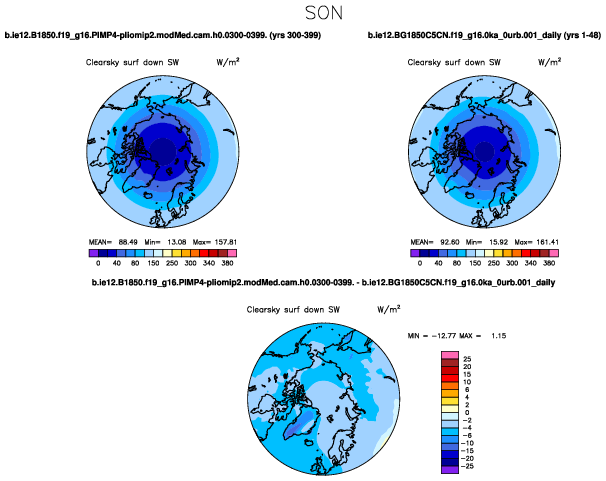 SON
b.ie12.B1850.f19_g16.PIMP4-pliomip2.modMed.cam.h0.0300-0399. (yrs 300-399)
b.ie12.BG1850C5CN.f19_g16.0ka_0urb.001_daily (yrs 1-48)
Clearsky surf down SW W/m²
Clearsky surf down SW W/m²
MEAN= 88.49 Min= 13.08 Max= 157.81
MEAN= 92.60 Min= 15.92 Max= 161.41
0 40 80 150 250 300 340 380
0 40 80 150 250 300 340 380
b.ie12.B1850.f19_g16.PIMP4-pliomip2.modMed.cam.h0.0300-0399. - b.ie12.BG1850C5CN.f19_g16.0ka_0urb.001_daily
Clearsky surf down SW W/m²
MIN = -12.77 MAX = 1.15
25
20
15
10
6
4
2
0
-2
-4
-6
-10
-15
-20
-25